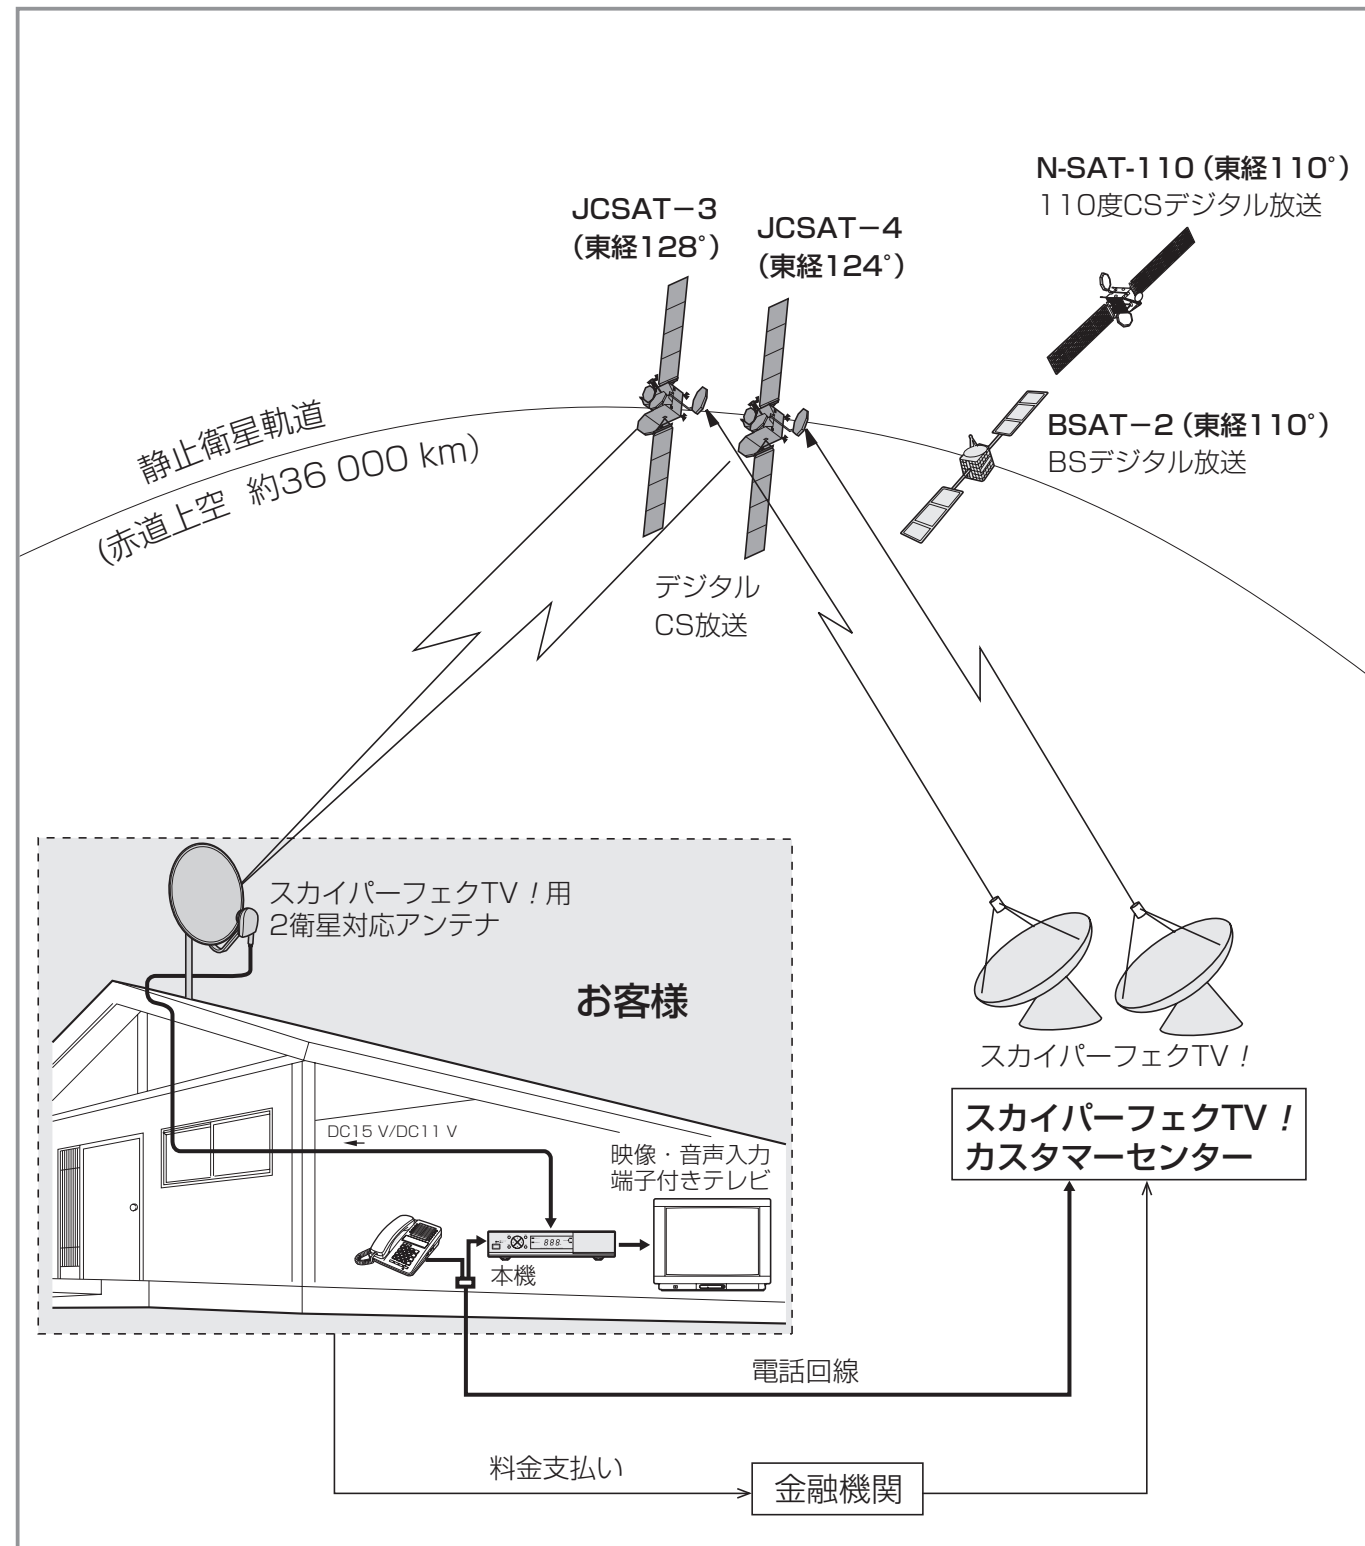 N-SAT-110（東経110°）
110度CSデジタル放送
JCSAT−3
（東経128°）
JCSAT−4
（東経124°）
静止衛星軌道
（赤道上空 約36 000 km）
BSAT−2（東経110°）
BSデジタル放送
デジタル
CS放送
スカイパーフェクTV！用
2衛星対応アンテナ
お客様
スカイパーフェクTV！
スカイパーフェクTV！
カスタマーセンター
DC15 V/DC11 V
映像・音声入力
端子付きテレビ
888
本機
電話回線
料金支払い
金融機関